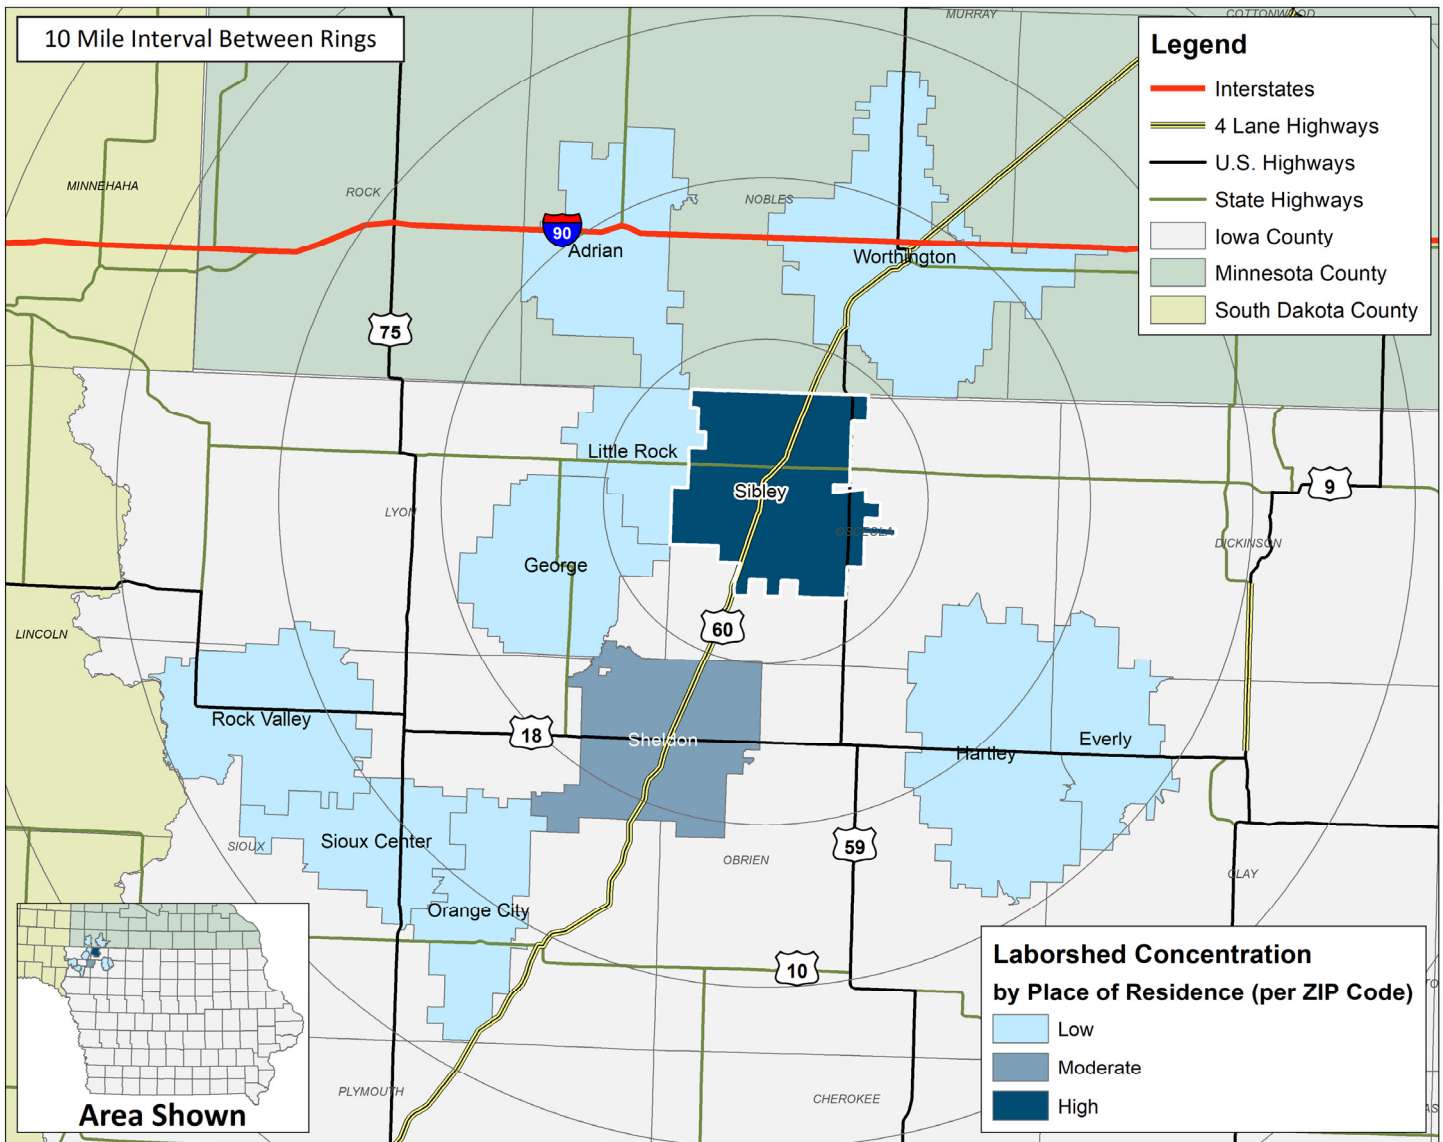 10 Mile Interval Between Rings
MURRAY
COTTONWOOD
Legend
Interstates
4 Lane Highways
U.S. Highways
State Highways
Iowa County
Minnesota County
South Dakota County
MINNEHAHA
ROCK
NOBLES
90
Adrian
Worthington
75
Little Rock
Sibley
9
LYON
OSCEOLA
DICKINSON
George
60
LINCOLN
Rock Valley
18
Sheldon
Everly
Hartley
Sioux Center
SIOUX
59
OBRIEN
CLAY
Orange City
10
Area Shown
PLYMOUTH
CHEROKEE
Laborshed Concentration
by Place of Residence (per ZIP Code)
Low
Moderate
High